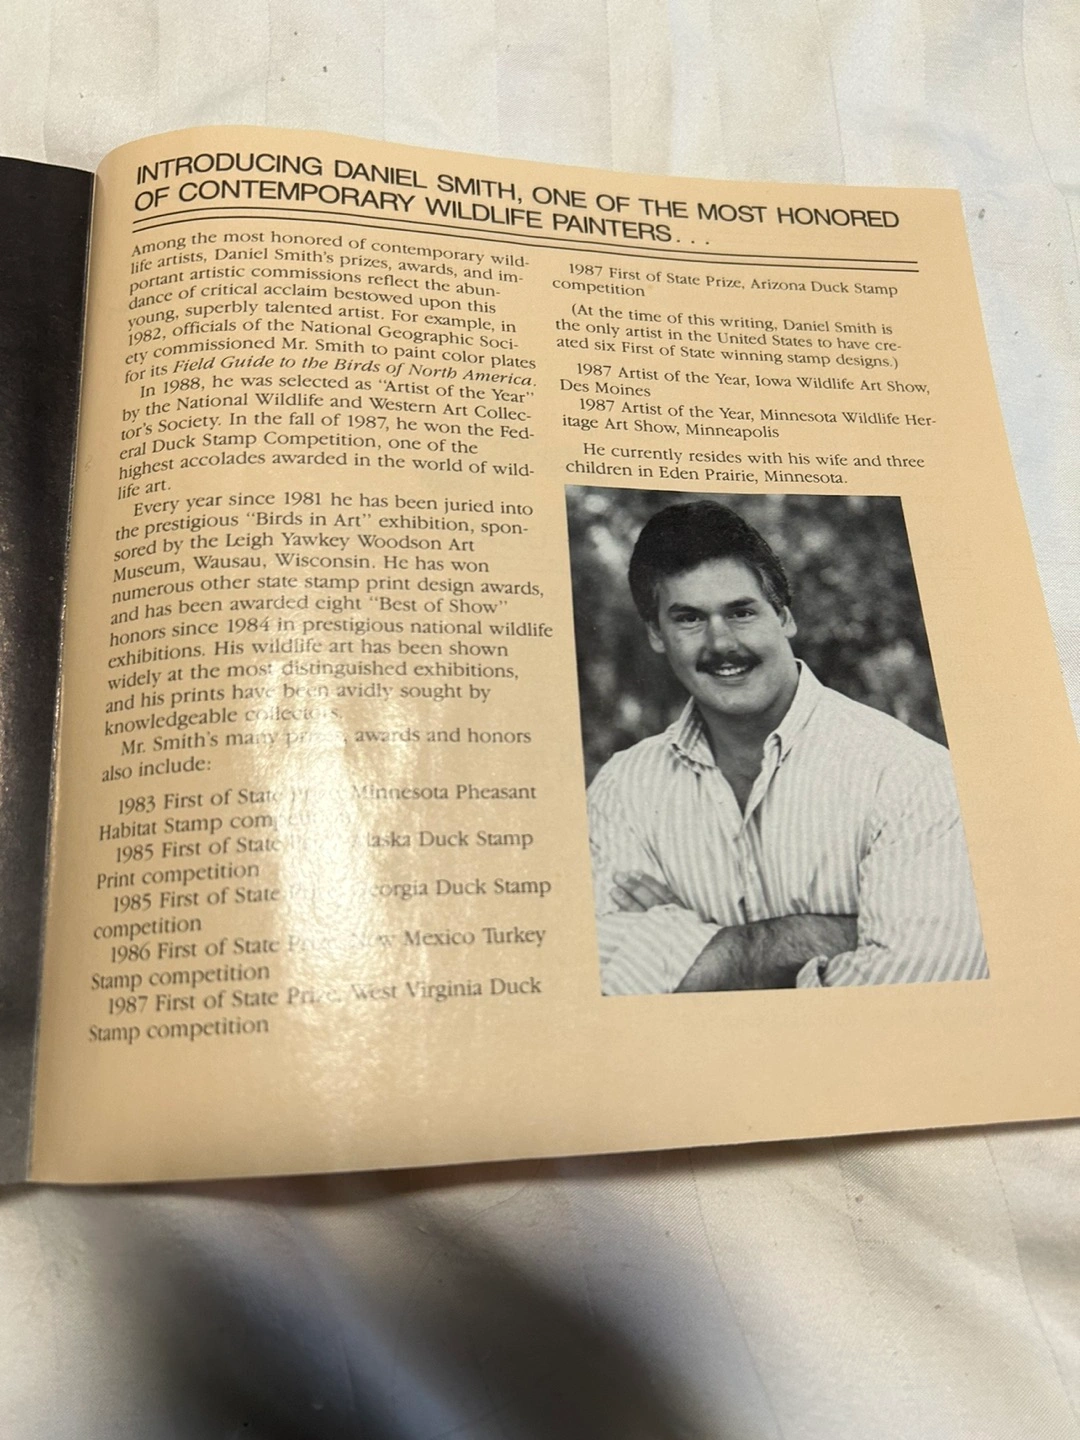 INTRODUCING DANIEL SMITH, ONE OF THE MOST HONORED
OF CONTEMPORARY WILDLIFE PAINTERS...
Among the most honored of contemporary wild-
life artists, Daniel Smith's prizes, awards, and im-
portant artistic commissions reflect the abun-
dance of critical acclaim bestowed upon this
young, superbly talented artist. For example, in
1982, officials of the National Geographic Soci-
ety commissioned Mr. Smith to paint color plates
for its Field Guide to the Birds of North America.
In 1988, he was selected as "Artist of the Year"
by the National Wildlife and Western Art Collec-
tor's Society. In the fall of 1987, he won the Fed-
eral Duck Stamp Competition, one of the
highest accolades awarded in the world of wild-
life art.
Every year since 1981 he has been juried into
the prestigious "Birds in Art" exhibition, spon-
sored by the Leigh Yawkey Woodson Art
Museum, Wausau, Wisconsin. He has won
numerous other state stamp print design awards,
and has been awarded eight "Best of Show"
honors since 1984 in prestigious national wildlife
exhibitions. His wildlife art has been shown
widely at the most distinguished exhibitions,
and his prints have been avidly sought by
knowledgeable collectors.
Mr. Smith's many prizes, awards and honors
also include:
1983 First of State Minnesota Pheasant
Habitat Stamp
1985 First of State Duck Stamp
Print competition
1985 First of State Georgia Duck Stamp
competition
1986 First of State Prize, New Mexico Turkey
Stamp competition
1987 First of State Prize, West Virginia Duck
Stamp competition
1987 First of State Prize, Arizona Duck Stamp
competition
(At the time of this writing, Daniel Smith is
the only artist in the United States to have cre-
ated six First of State winning stamp designs.)
1987 Artist of the Year, Iowa Wildlife Art Show,
Des Moines
1987 Artist of the Year, Minnesota Wildlife Her-
itage Art Show, Minneapolis
He currently resides with his wife and three
children in Eden Prairie, Minnesota.